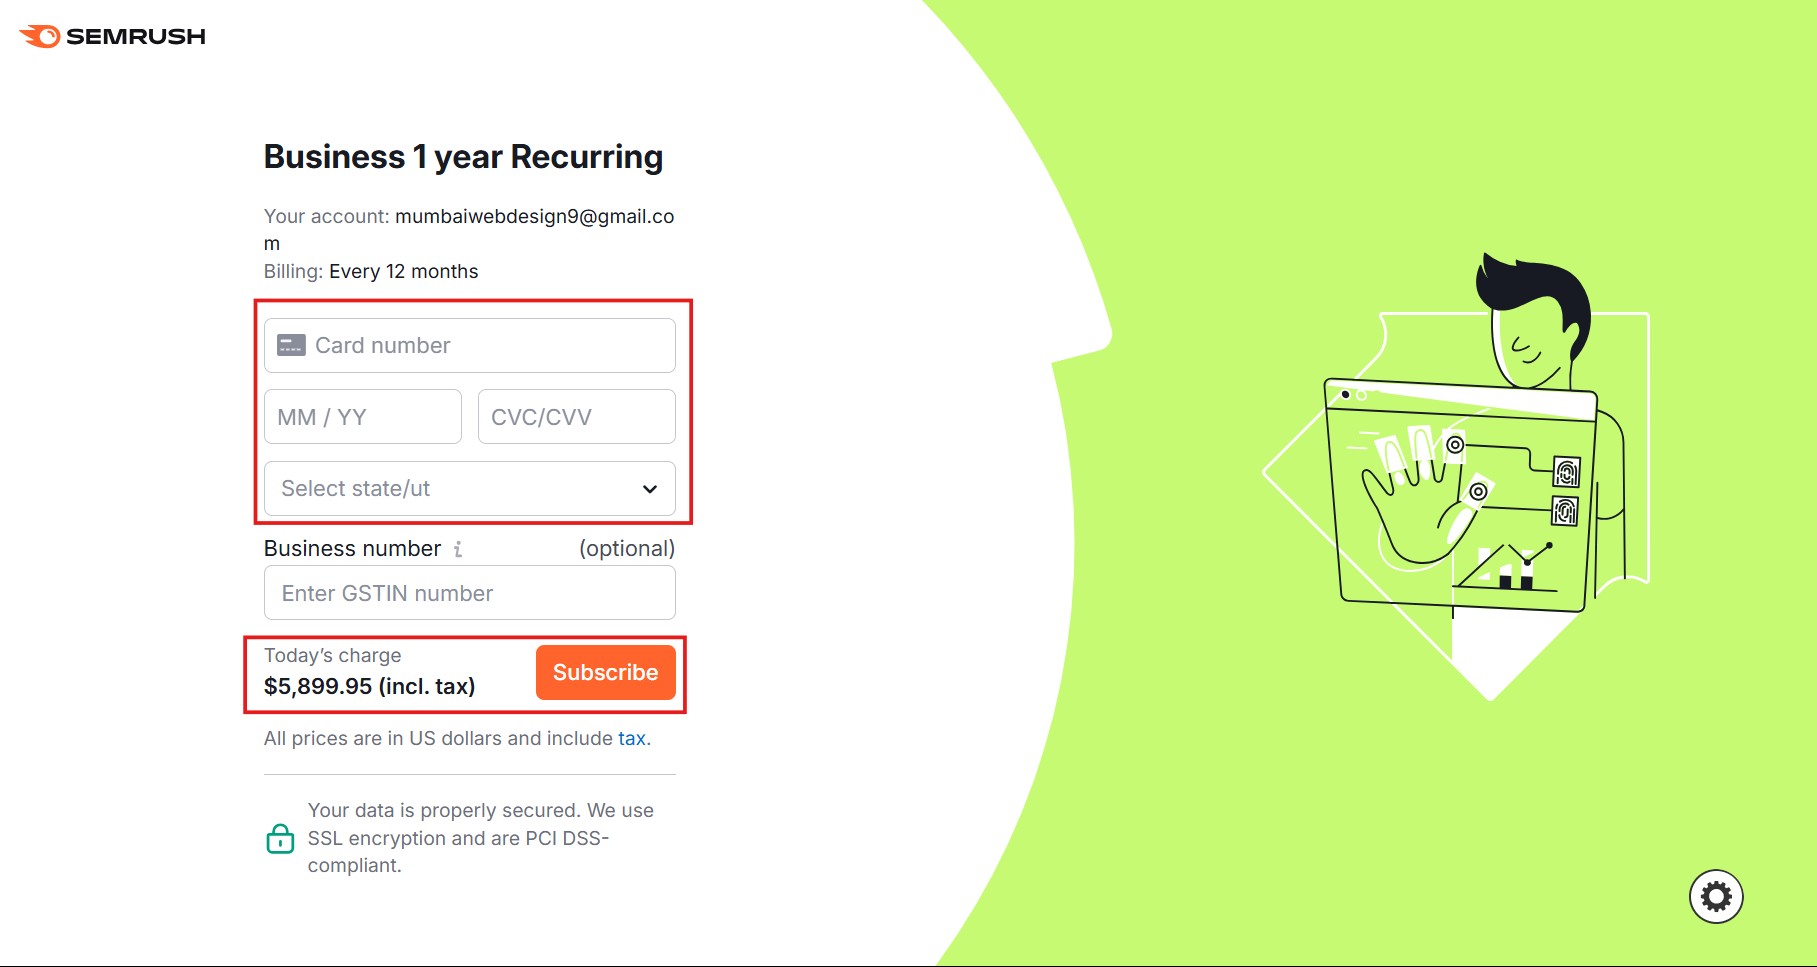 SEMRUSH
Business 1 year Recurring
Your account: mumbaiwebdesign9@gmail.co
m
Billing: Every 12 months
Card number
MM / YY
CVC/CVV
Select state/ut
Business number i (optional)
Enter GSTIN number
Today's charge
$5,899.95 (incl. tax)
Subscribe
All prices are in US dollars and include tax.
Your data is properly secured. We use
SSL encryption and are PCI DSS-
compliant.